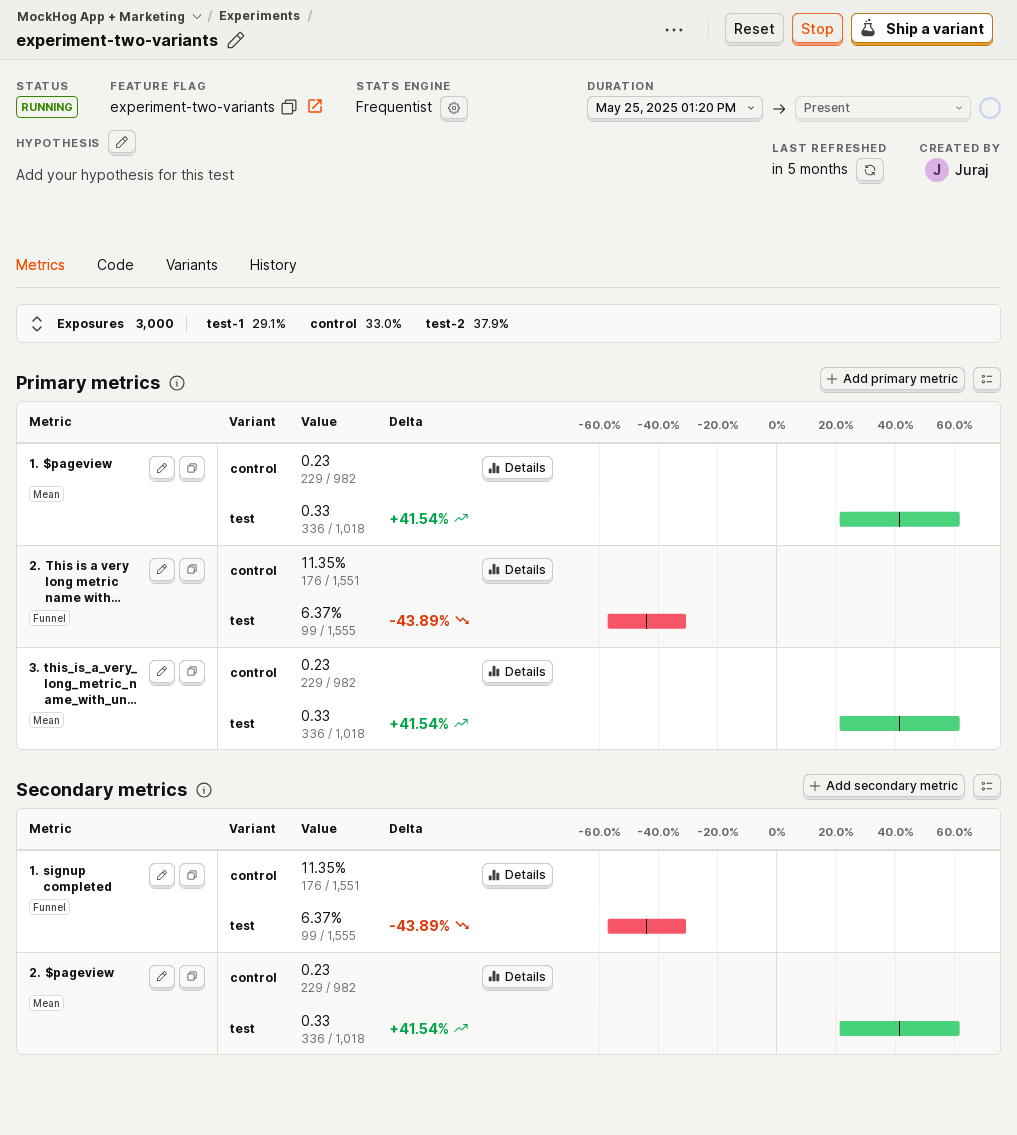 MockHog App + Marketing / Experiments /
experiment-two-variants
Reset Stop Ship a variant
STATUS FEATURE FLAG STATS ENGINE DURATION
RUNNING experiment-two-variants Frequentist May 25, 2025 01:20 PM → Present
HYPOTHESIS
Add your hypothesis for this test
LAST REFRESHED CREATED BY
in 5 months J Juraj
Metrics Code Variants History
Exposures 3,000 test-1 29.1% control 33.0% test-2 37.9%
Primary metrics
+ Add primary metric
Metric Variant Value Delta -60.0% -40.0% -20.0% 0% 20.0% 40.0% 60.0%
1. $pageview
Mean
control 0.23 Details
229 / 982
test 0.33 +41.54%
336 / 1,018
2. This is a very
long metric
name with…
Funnel
control 11.35% Details
176 / 1,551
test 6.37% -43.89%
99 / 1,555
3. this_is_a_very_
long_metric_n
ame_with_un…
Mean
control 0.23 Details
229 / 982
test 0.33 +41.54%
336 / 1,018
Secondary metrics
+ Add secondary metric
Metric Variant Value Delta -60.0% -40.0% -20.0% 0% 20.0% 40.0% 60.0%
1. signup
completed
Funnel
control 11.35% Details
176 / 1,551
test 6.37% -43.89%
99 / 1,555
2. $pageview
Mean
control 0.23 Details
229 / 982
test 0.33 +41.54%
336 / 1,018